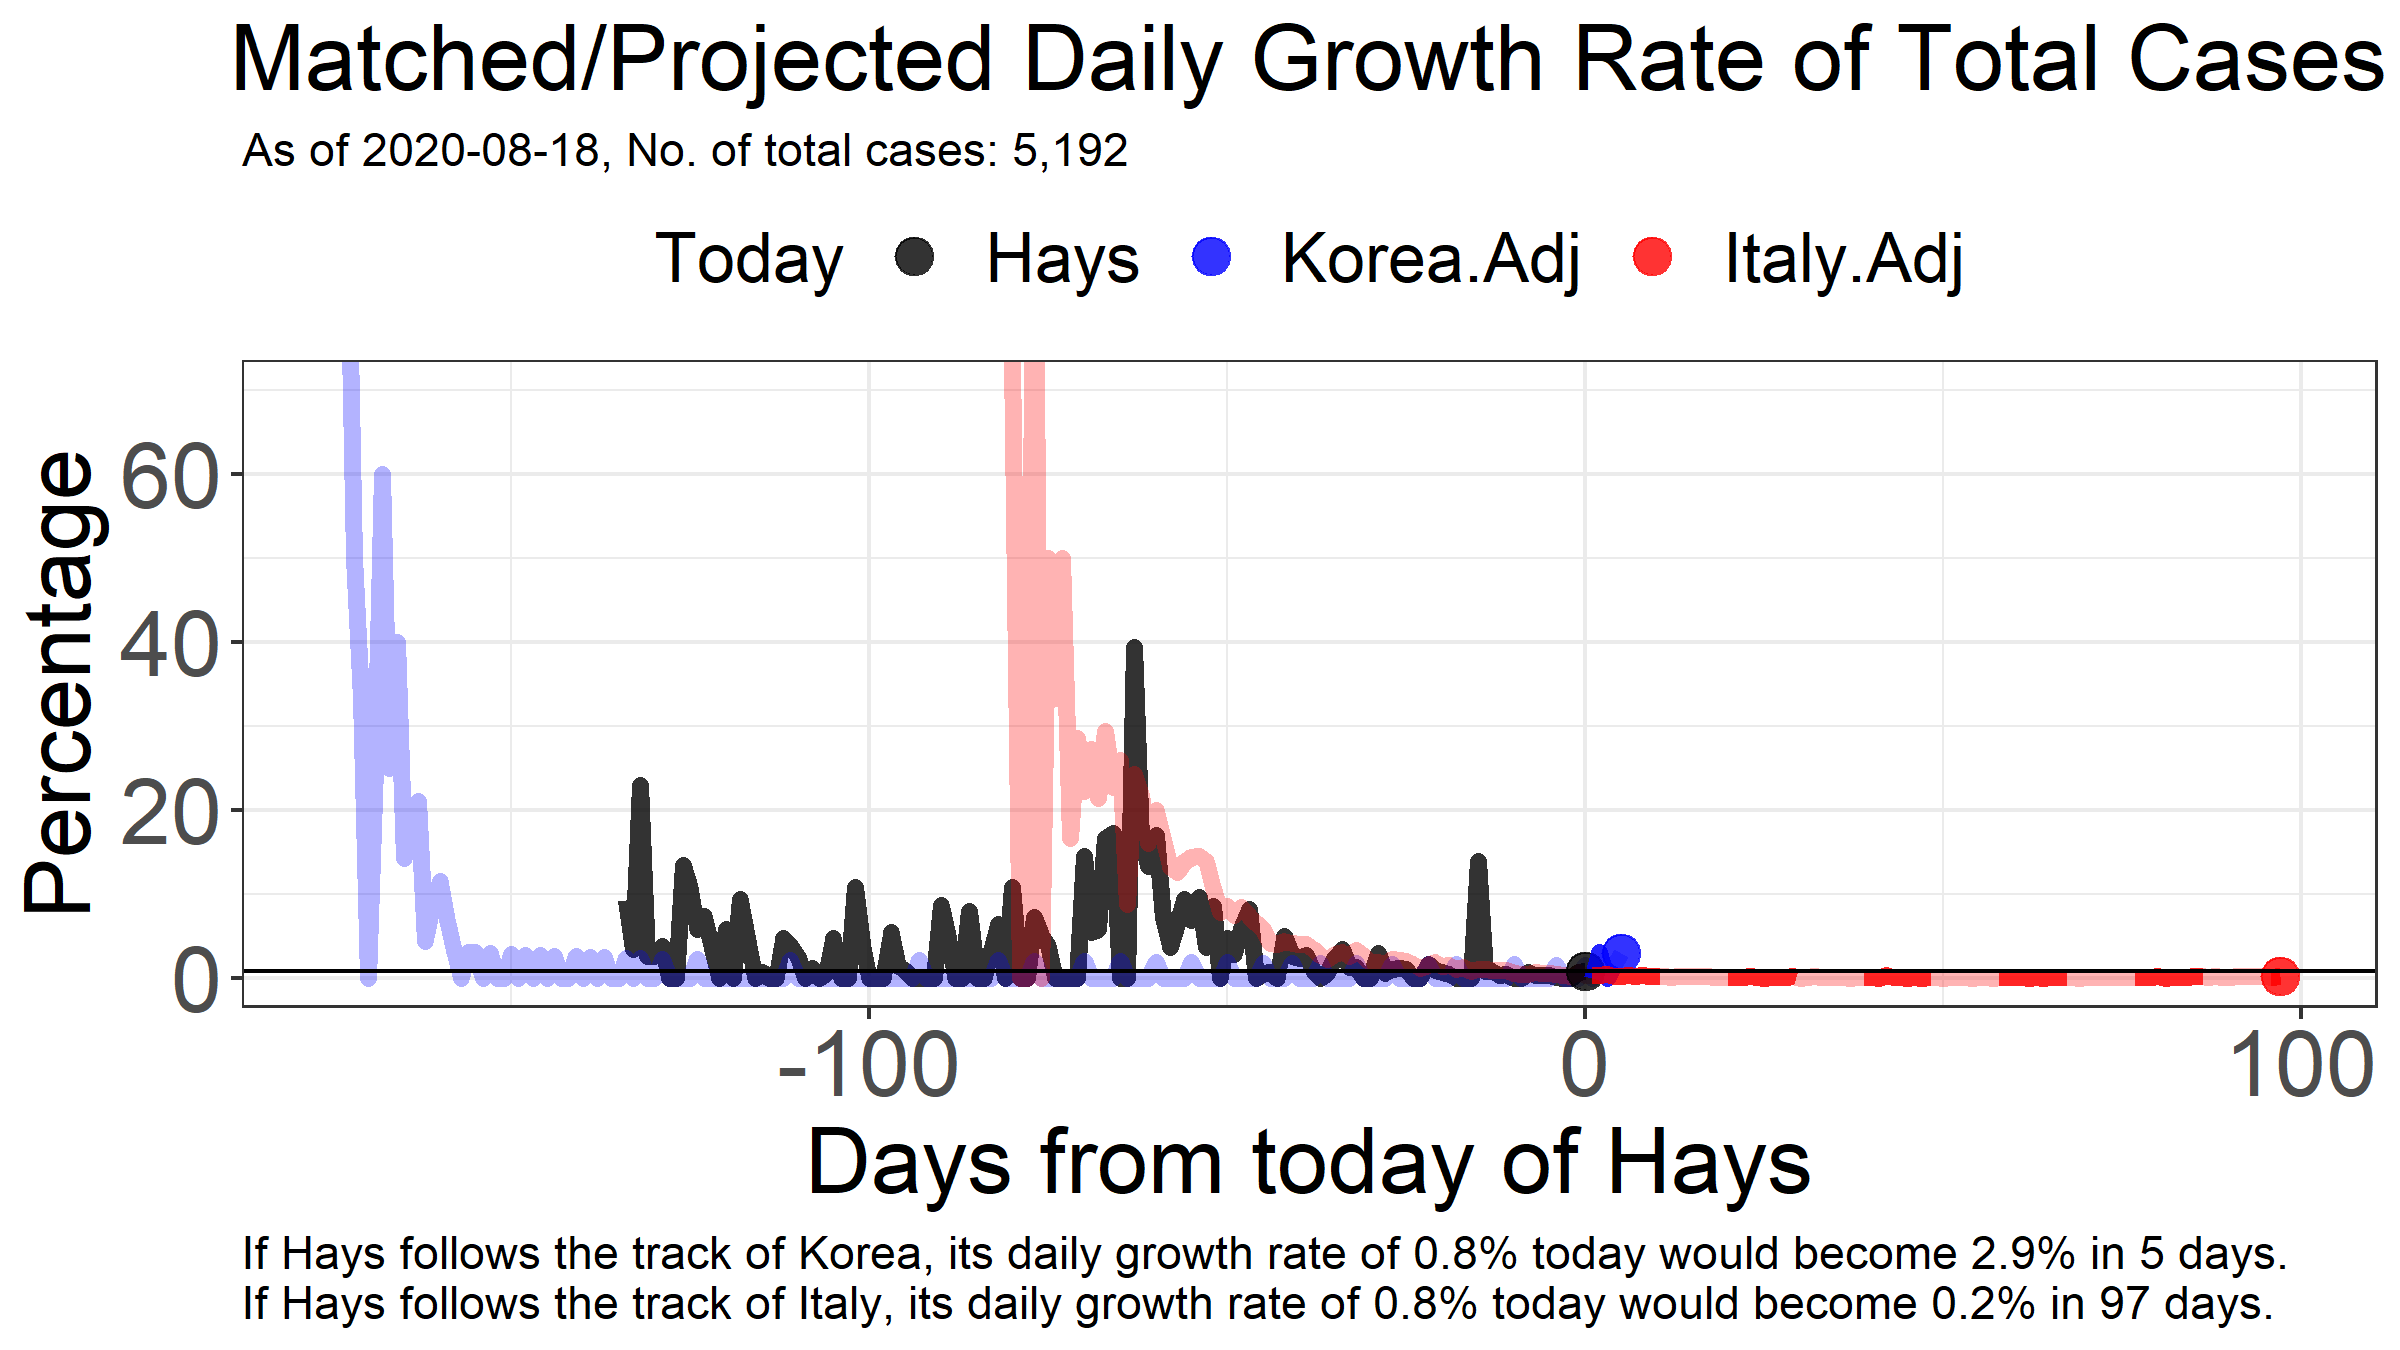 Matched/Projected Daily Growth Rate of Total Cases
As of 2020-08-18, No. of total cases: 5,192
Today Hays Korea.Adj Italy.Adj
Percentage
60
40
20
0
-100 0 100
Days from today of Hays
If Hays follows the track of Korea, its daily growth rate of 0.8% today would become 2.9% in 5 days.
If Hays follows the track of Italy, its daily growth rate of 0.8% today would become 0.2% in 97 days.